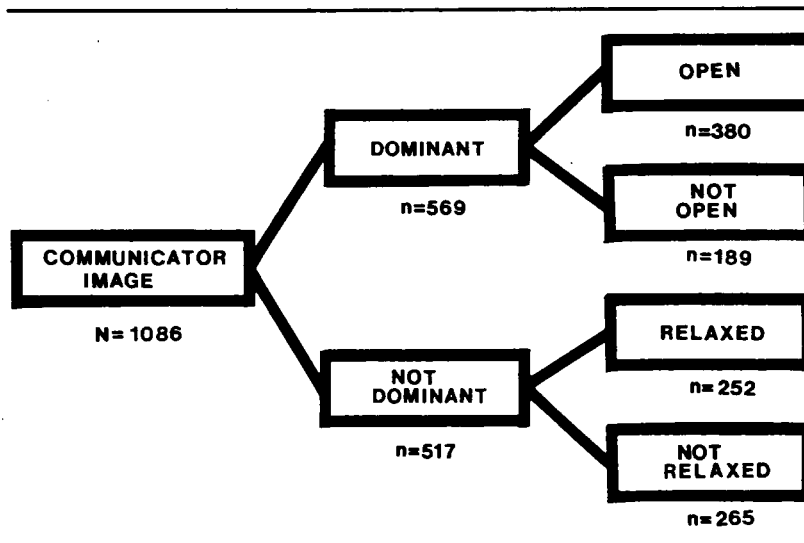 COMMUNICATOR
IMAGE
N= 1086
DOMINANT
n=569
NOT
DOMINANT
n=517
OPEN
n=380
NOT
OPEN
n=189
RELAXED
n=252
NOT
RELAXED
n=265